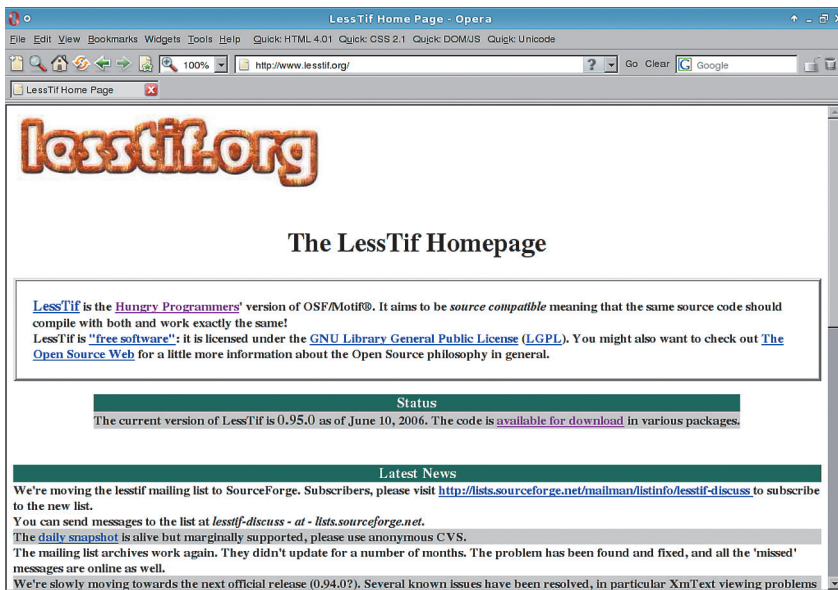 LessTif Home Page - Opera
File Edit View Bookmarks Widgets Tools Help Quick: HTML 4.01 Quick: CSS 2.1 Quick: DOM/JS Quick: Unicode
100% http://www.lesstif.org/ ? Go Clear G Google
LessTif Home Page
lesstif.org
The LessTif Homepage
LessTif is the Hungry Programmers' version of OSF/Motif®. It aims to be source compatible meaning that the same source code should
compile with both and work exactly the same!
LessTif is "free software": it is licensed under the GNU Library General Public License (LGPL). You might also want to check out The
Open Source Web for a little more information about the Open Source philosophy in general.
Status
The current version of LessTif is 0.95.0 as of June 10, 2006. The code is available for download in various packages.
Latest News
We're moving the lesstif mailing list to SourceForge. Subscribers, please visit http://lists.sourceforge.net/mailman/listinfo/lesstif-discuss to subscribe
to the new list.
You can send messages to the list at lesstif-discuss - at - lists.sourceforge.net.
The daily snapshot is alive but marginally supported, please use anonymous CVS.
The mailing list archives work again. They didn't update for a number of months. The problem has been found and fixed, and all the 'missed'
messages are online as well.
We're slowly moving towards the next official release (0.94.0?). Several known issues have been resolved, in particular XmText viewing problems